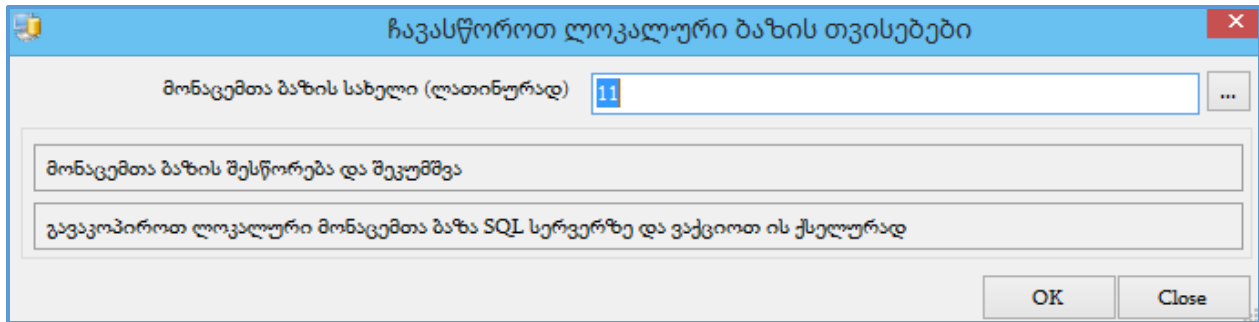 ჩავასწოროთ ლოკალური ბაზის თვისებები
მონაცემთა ბაზის სახელი (ლათინურად) 11 ...
მონაცემთა ბაზის შესწორება და შეკუმშვა
გავაკოპიროთ ლოკალური მონაცემთა ბაზა SQL სერვერზე და ვაქციოთ ის ქსელურად
OK Close